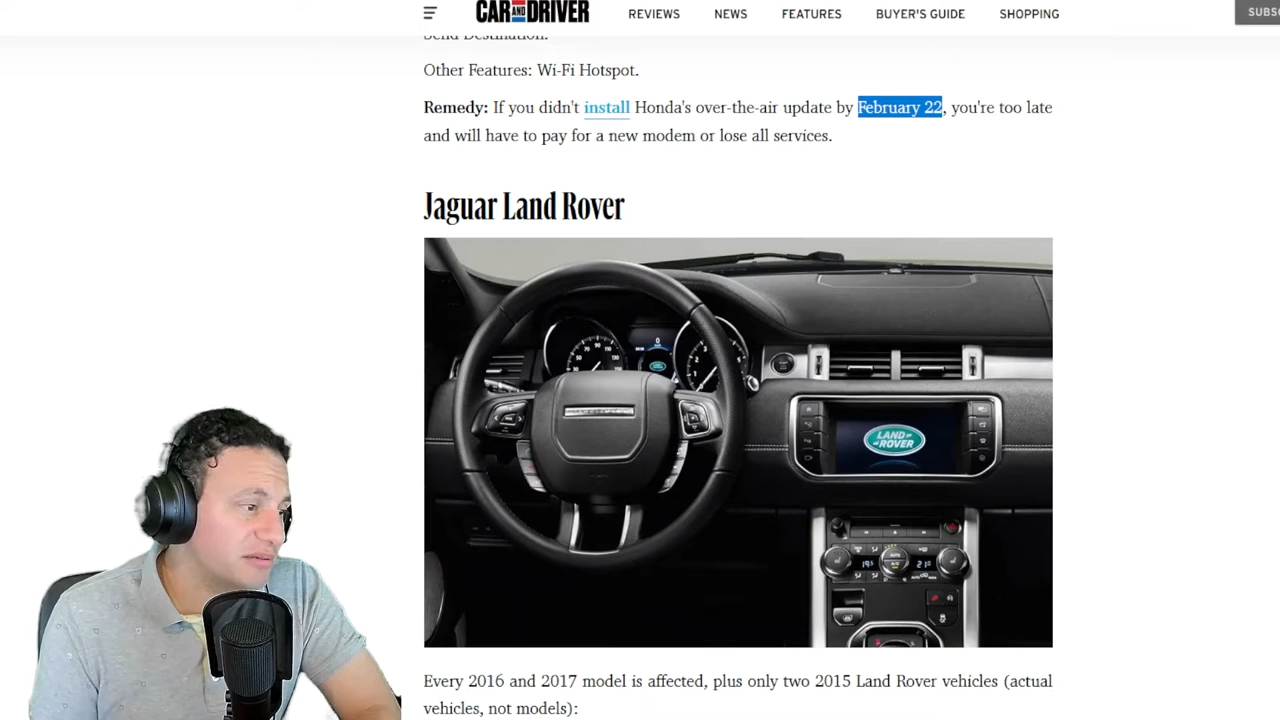 CAR AND DRIVER
REVIEWS NEWS FEATURES BUYER'S GUIDE SHOPPING
Send Destination.
Other Features: Wi-Fi Hotspot.
Remedy: If you didn't install Honda's over-the-air update by February 22, you're too late
and will have to pay for a new modem or lose all services.
Jaguar Land Rover
LAND ROVER
Every 2016 and 2017 model is affected, plus only two 2015 Land Rover vehicles (actual
vehicles, not models):